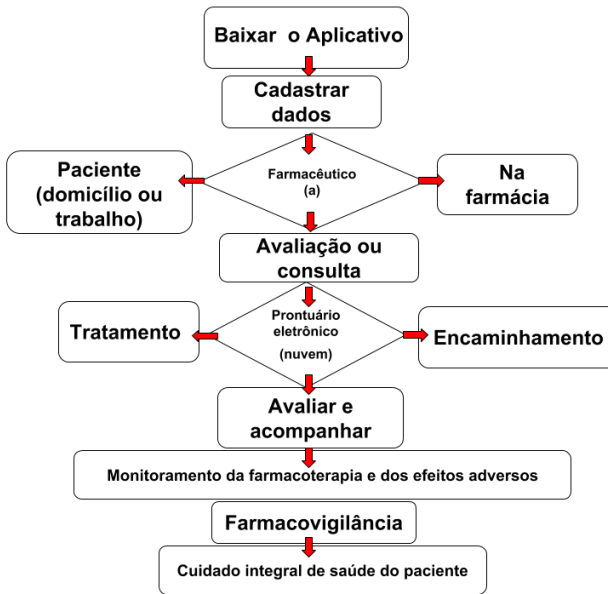 Baixar o Aplicativo
Cadastrar
dados
Paciente
(domicílio ou
trabalho)
Farmacêutico
(a)
Na
farmácia
Avaliação ou
consulta
Tratamento
Prontuário
eletrônico
(nuvem)
Encaminhamento
Avaliar e
acompanhar
Monitoramento da farmacoterapia e dos efeitos adversos
Farmacovigilância
Cuidado integral de saúde do paciente